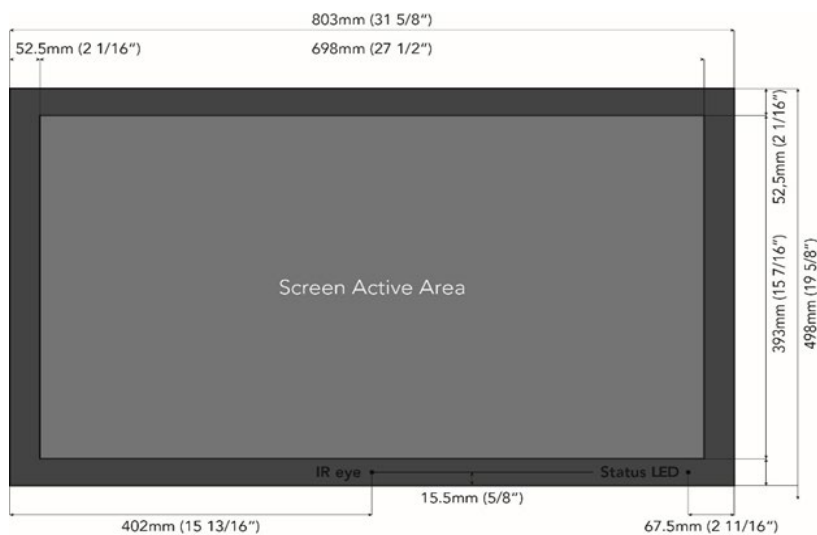 803mm (31 5/8“)
52.5mm (2 1/16“)
698mm (27 1/2“)
52,5mm (2 1/16“)
393mm (15 7/16“)
498mm (19 5/8“)
Screen Active Area
IR eye
Status LED
15.5mm (5/8“)
402mm (15 13/16“)
67.5mm (2 11/16“)